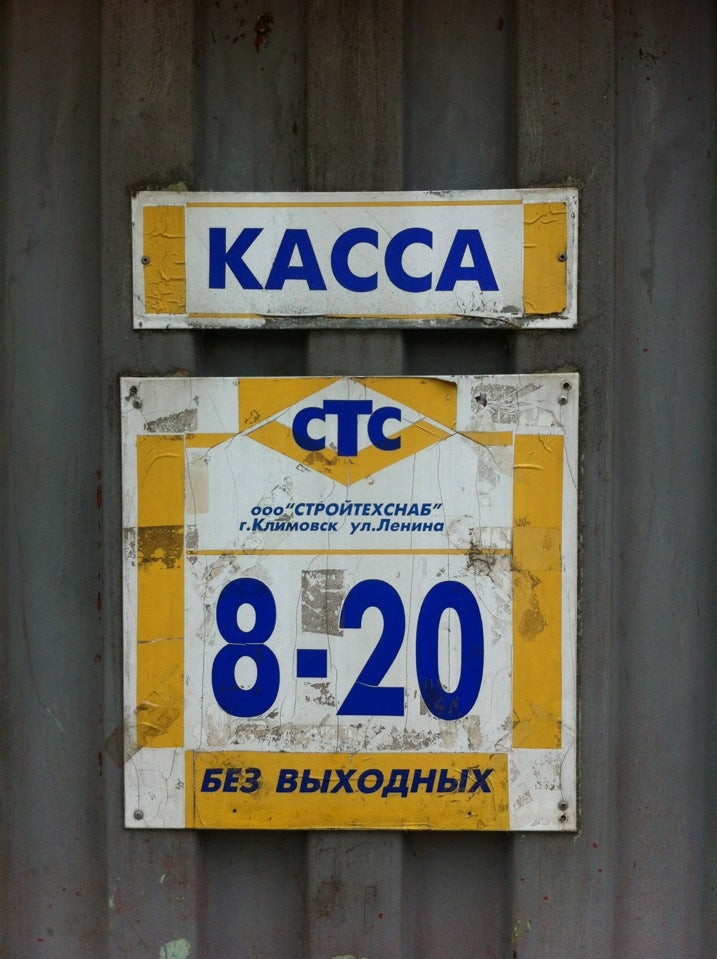 КАССА
СТС
ООО "СТРОЙТЕХСНАБ"
г.Климовск ул.Ленина
8-20
БЕЗ ВЫХОДНЫХ